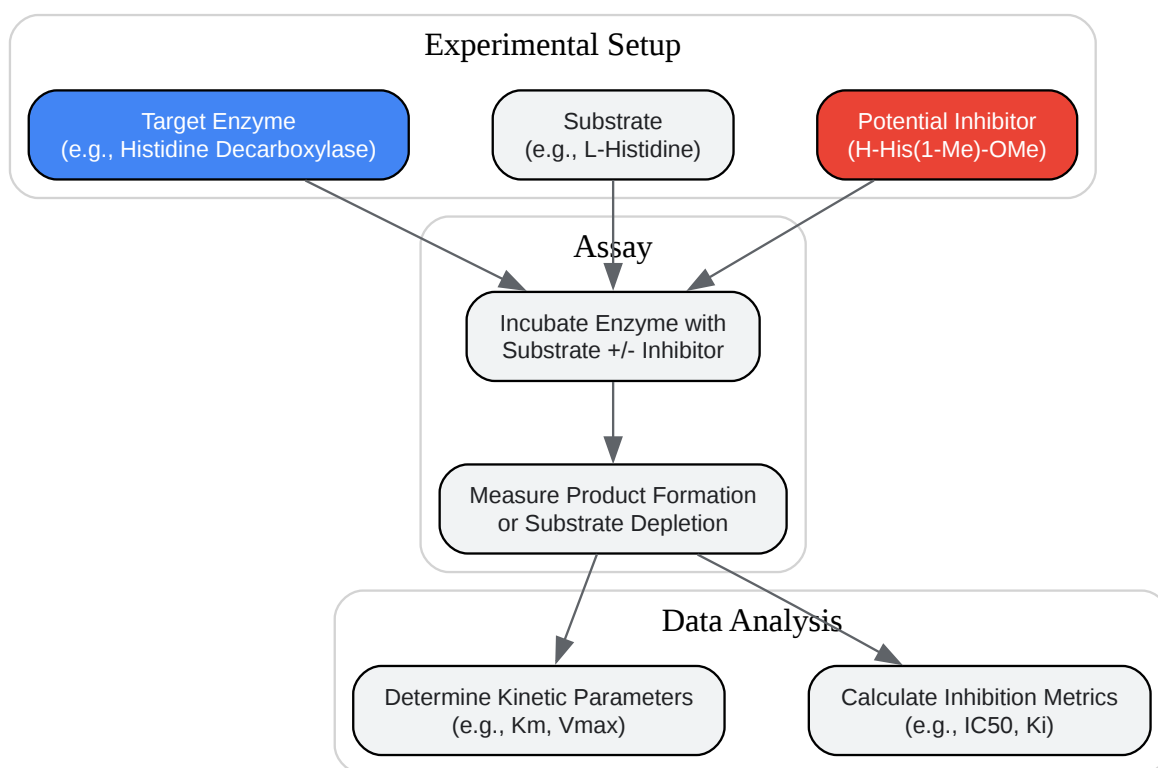 Experimental Setup
Target Enzyme
(e.g., Histidine Decarboxylase)
Substrate
(e.g., L-Histidine)
Potential Inhibitor
(H-His(1-Me)-OMe)
Assay
Incubate Enzyme with
Substrate +/- Inhibitor
Measure Product Formation
or Substrate Depletion
Data Analysis
Determine Kinetic Parameters
(e.g., Km, Vmax)
Calculate Inhibition Metrics
(e.g., IC50, Ki)